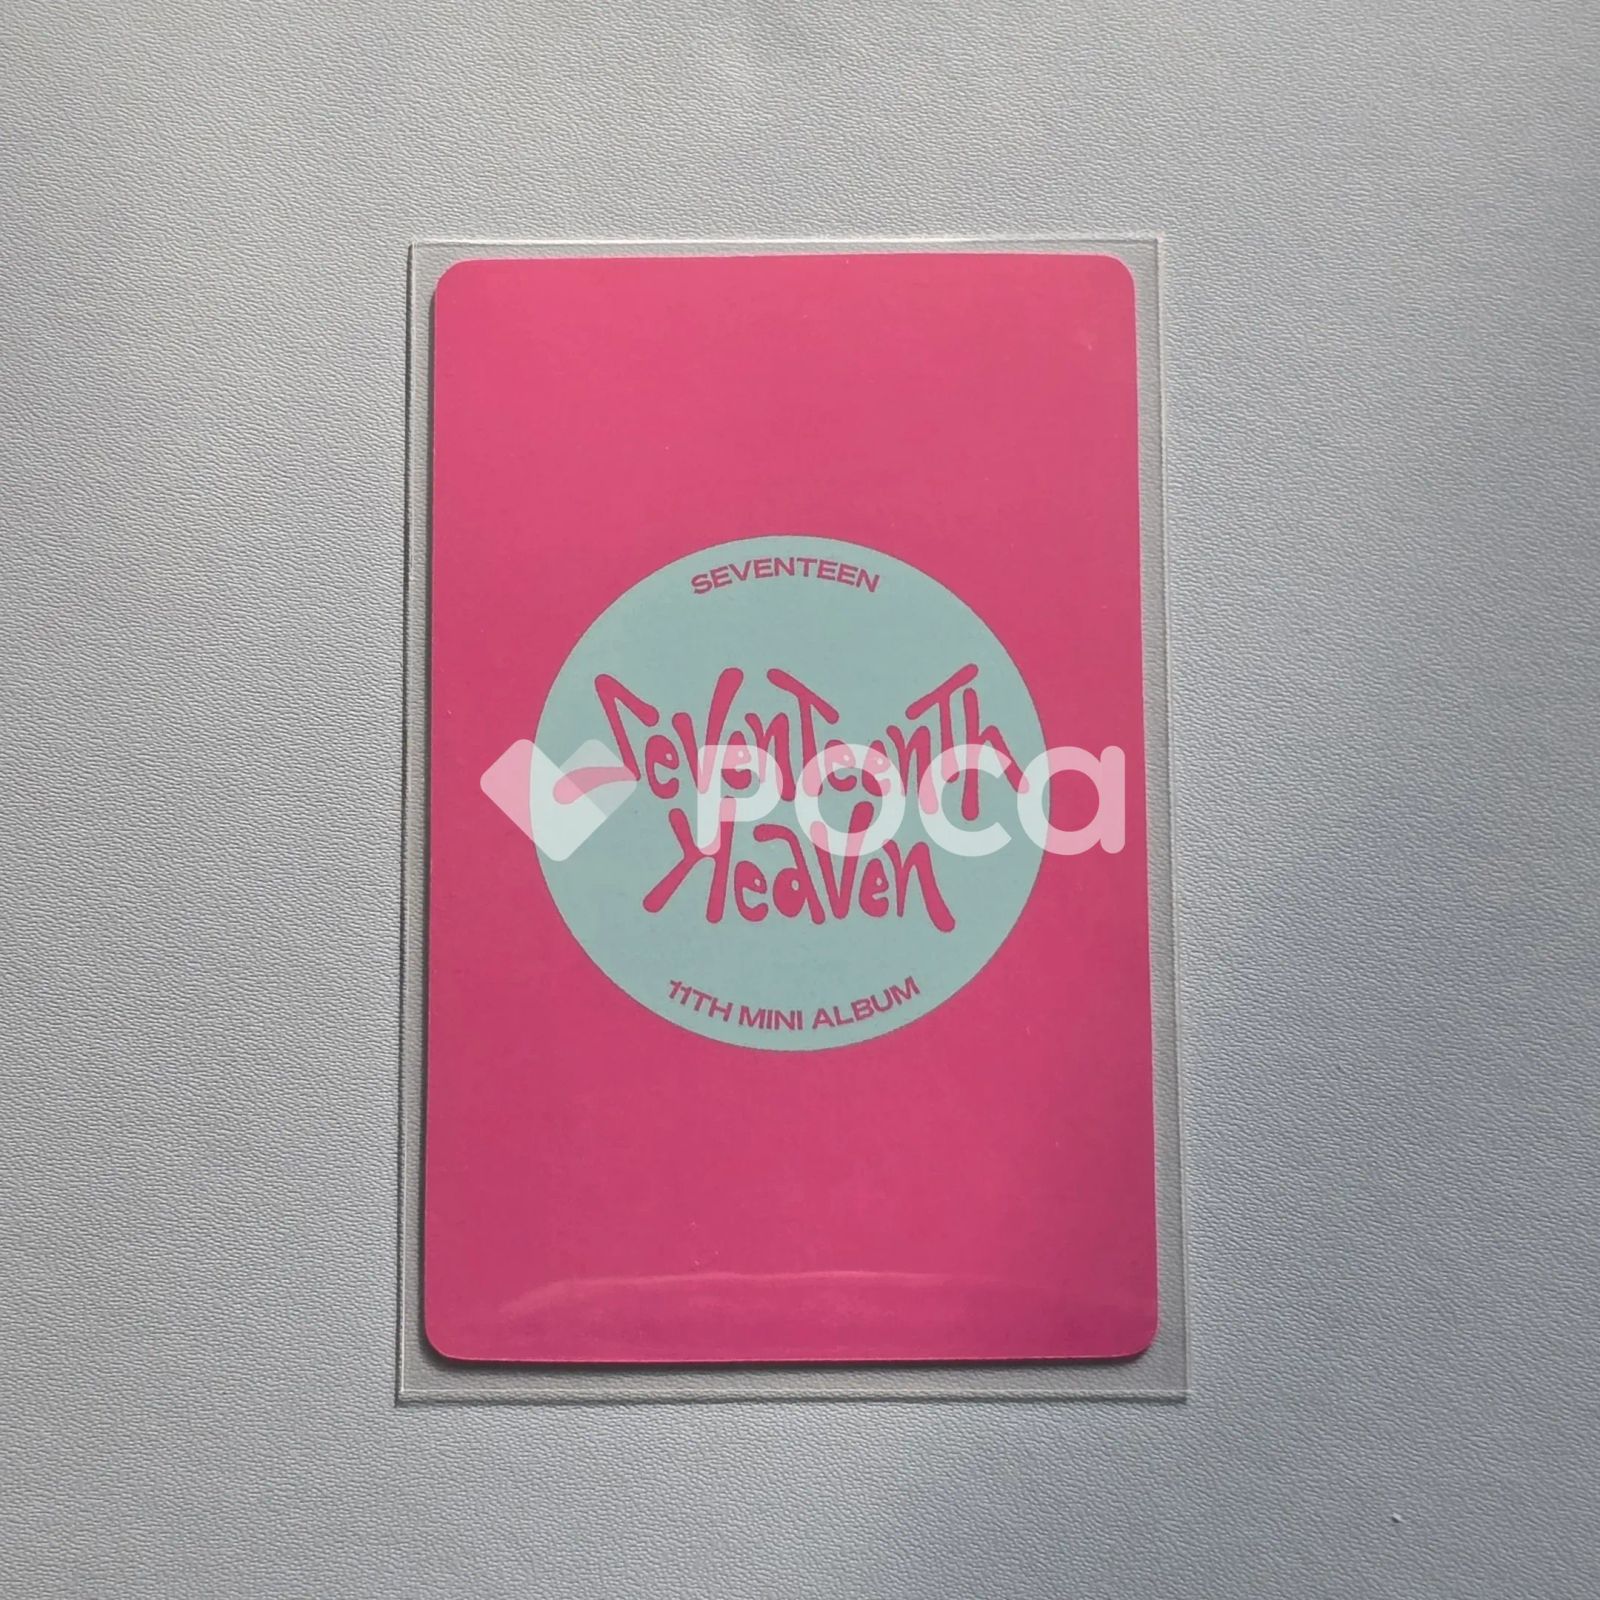 SEVENTEEN
SevenTeenTh
Heaven
poca
11TH MINI ALBUM